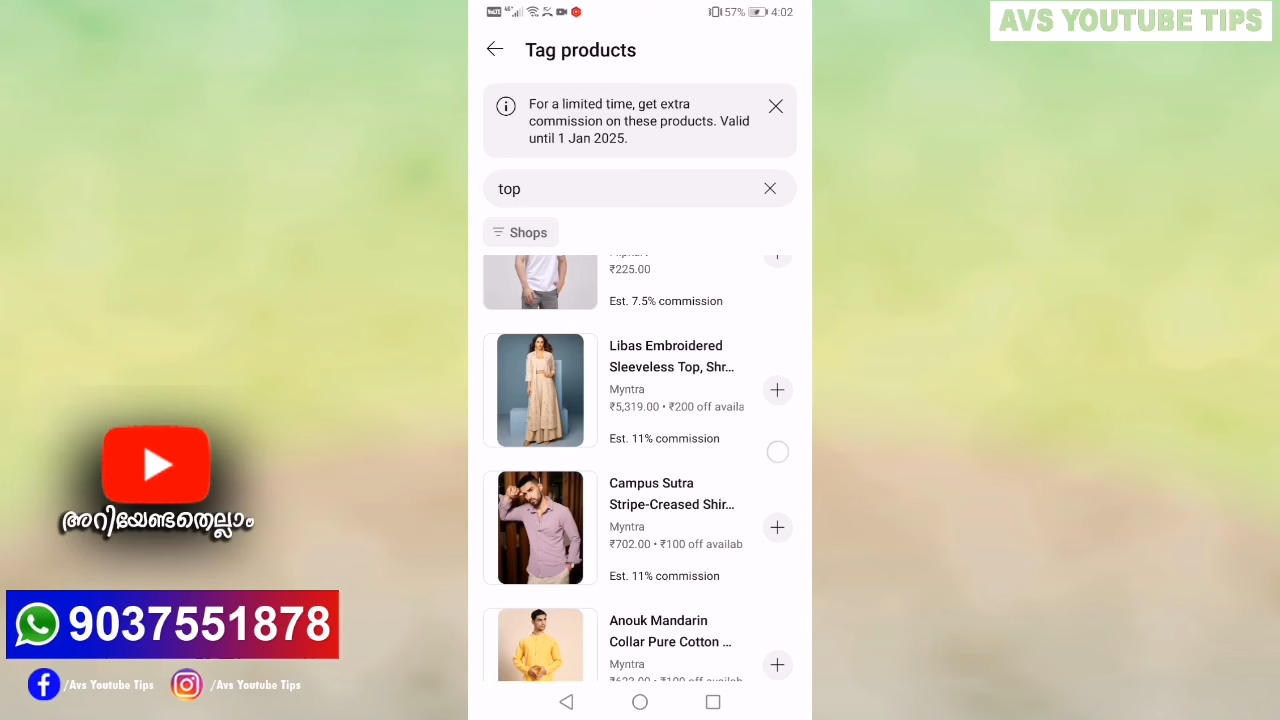 AVS YOUTUBE TIPS
57% 4:02
Tag products
For a limited time, get extra
commission on these products. Valid
until 1 Jan 2025.
top
Shops
₹225.00
Est. 7.5% commission
Libas Embroidered
Sleeveless Top, Shr...
Myntra
₹5,319.00 • ₹200 off availa
Est. 11% commission
Campus Sutra
Stripe-Creased Shir...
Myntra
₹702.00 • ₹100 off availab
Est. 11% commission
Anouk Mandarin
Collar Pure Cotton ...
Myntra
അറിയേണ്ടതെല്ലാം
9037551878
/Avs Youtube Tips
/Avs Youtube Tips